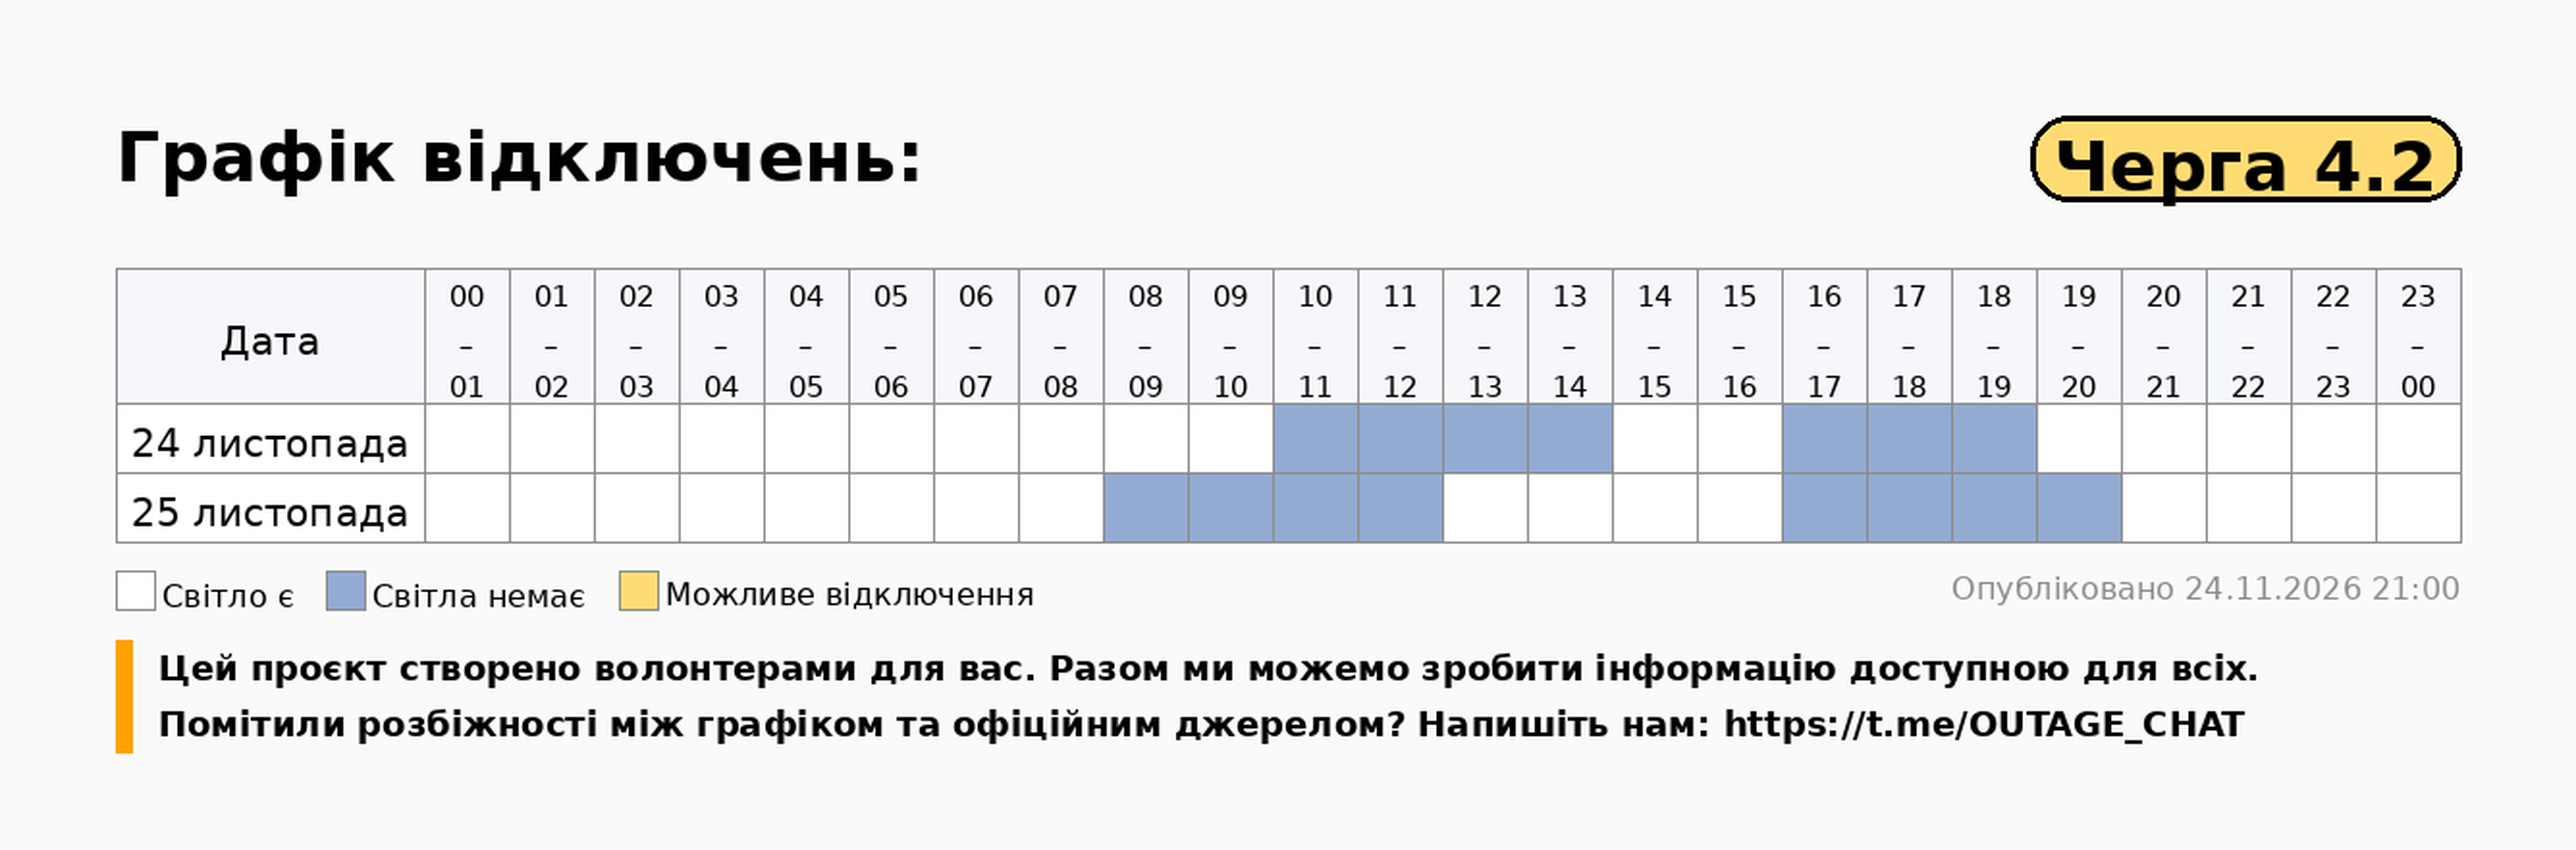 Графік відключень:
Черга 4.2
Дата 00 – 01 01 – 02 02 – 03 03 – 04 04 – 05 05 – 06 06 – 07 07 – 08 08 – 09 09 – 10 10 – 11 11 – 12 12 – 13 13 – 14 14 – 15 15 – 16 16 – 17 17 – 18 18 – 19 19 – 20 20 – 21 21 – 22 22 – 23 23 – 00
24 листопада
25 листопада
Світло є Світла немає Можливе відключення
Опубліковано 24.11.2026 21:00
Цей проєкт створено волонтерами для вас. Разом ми можемо зробити інформацію доступною для всіх.
Помітили розбіжності між графіком та офіційним джерелом? Напишіть нам: https://t.me/OUTAGE_CHAT